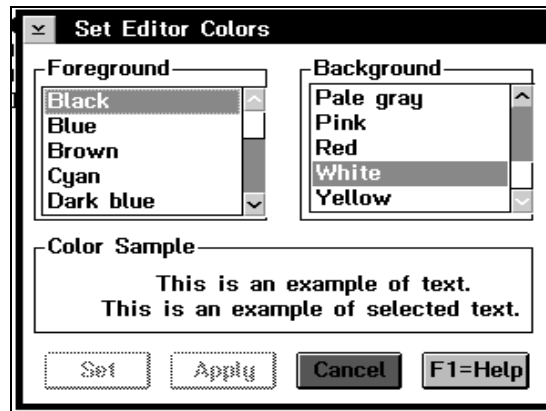 Set Editor Colors
Foreground
Black
Blue
Brown
Cyan
Dark blue
Background
Pale gray
Pink
Red
White
Yellow
Color Sample
This is an example of text.
This is an example of selected text.
Set
Apply
Cancel
F1=Help